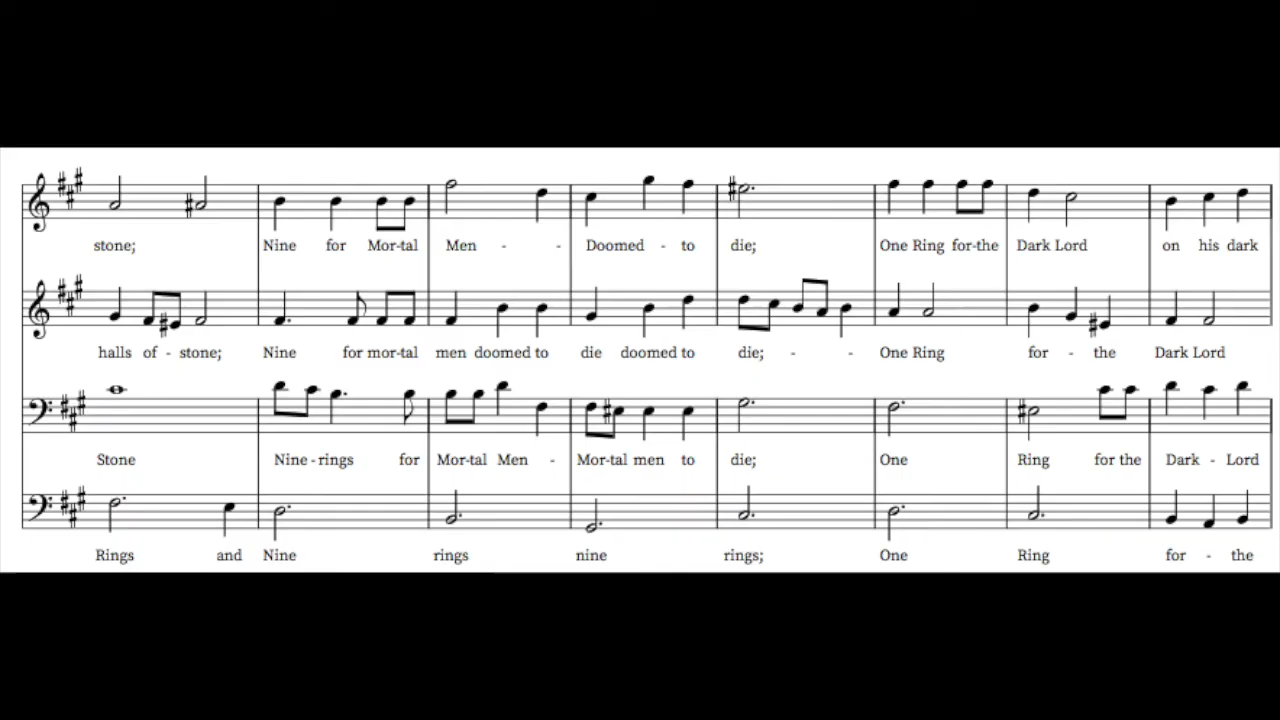 stone; Nine for Mor-tal Men - - Doomed - to die; One Ring for-the Dark Lord on his dark
halls of - stone; Nine for mor-tal men doomed to die doomed to die; - - One Ring for - the Dark Lord
Stone Nine - rings for Mor-tal Men - Mor-tal men to die; One Ring for the Dark - Lord
Rings and Nine rings nine rings; One Ring for - the